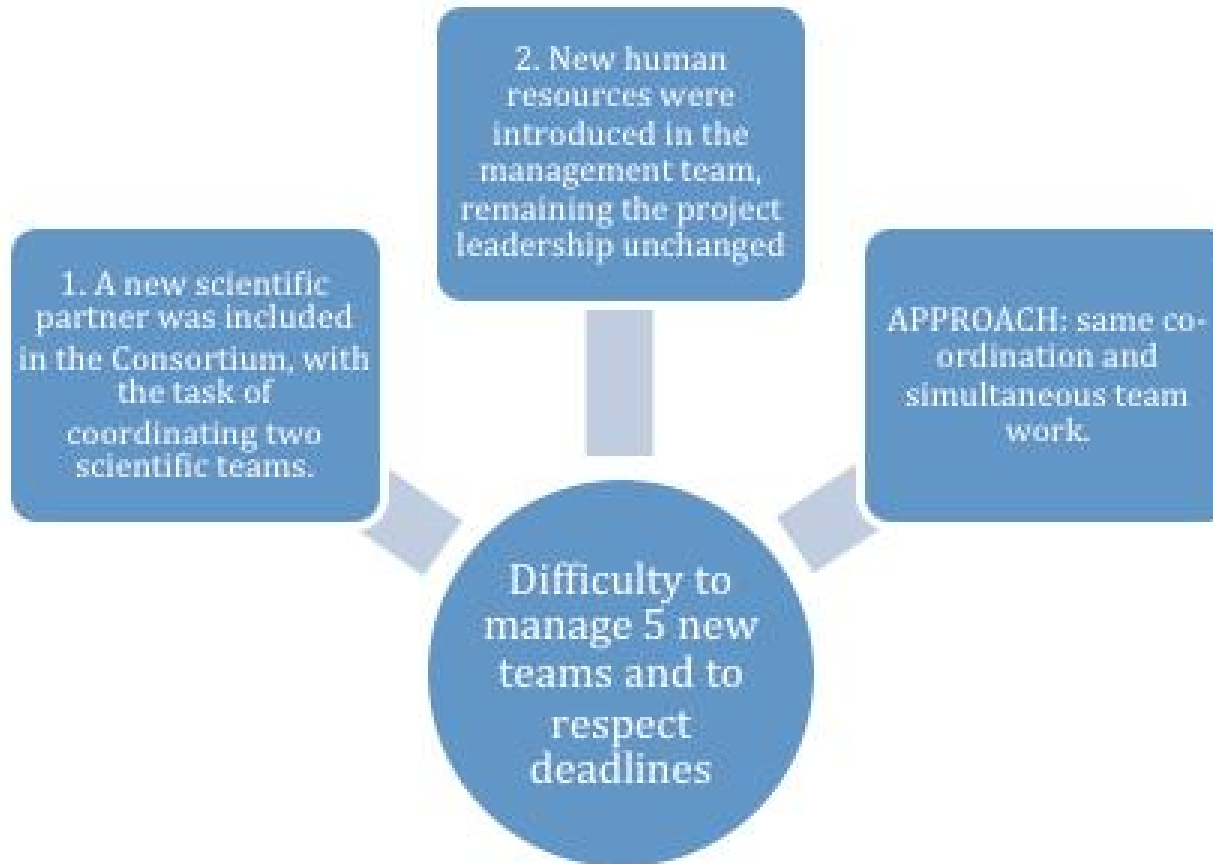 1. A new scientific
partner was included
in the Consortium, with
the task of
coordinating two
scientific teams.
2. New human
resources were
introduced in the
management team,
remaining the project
leadership unchanged
APPROACH: same co-
ordination and
simultaneous team
work.
Difficulty to
manage 5 new
teams and to
respect
deadlines